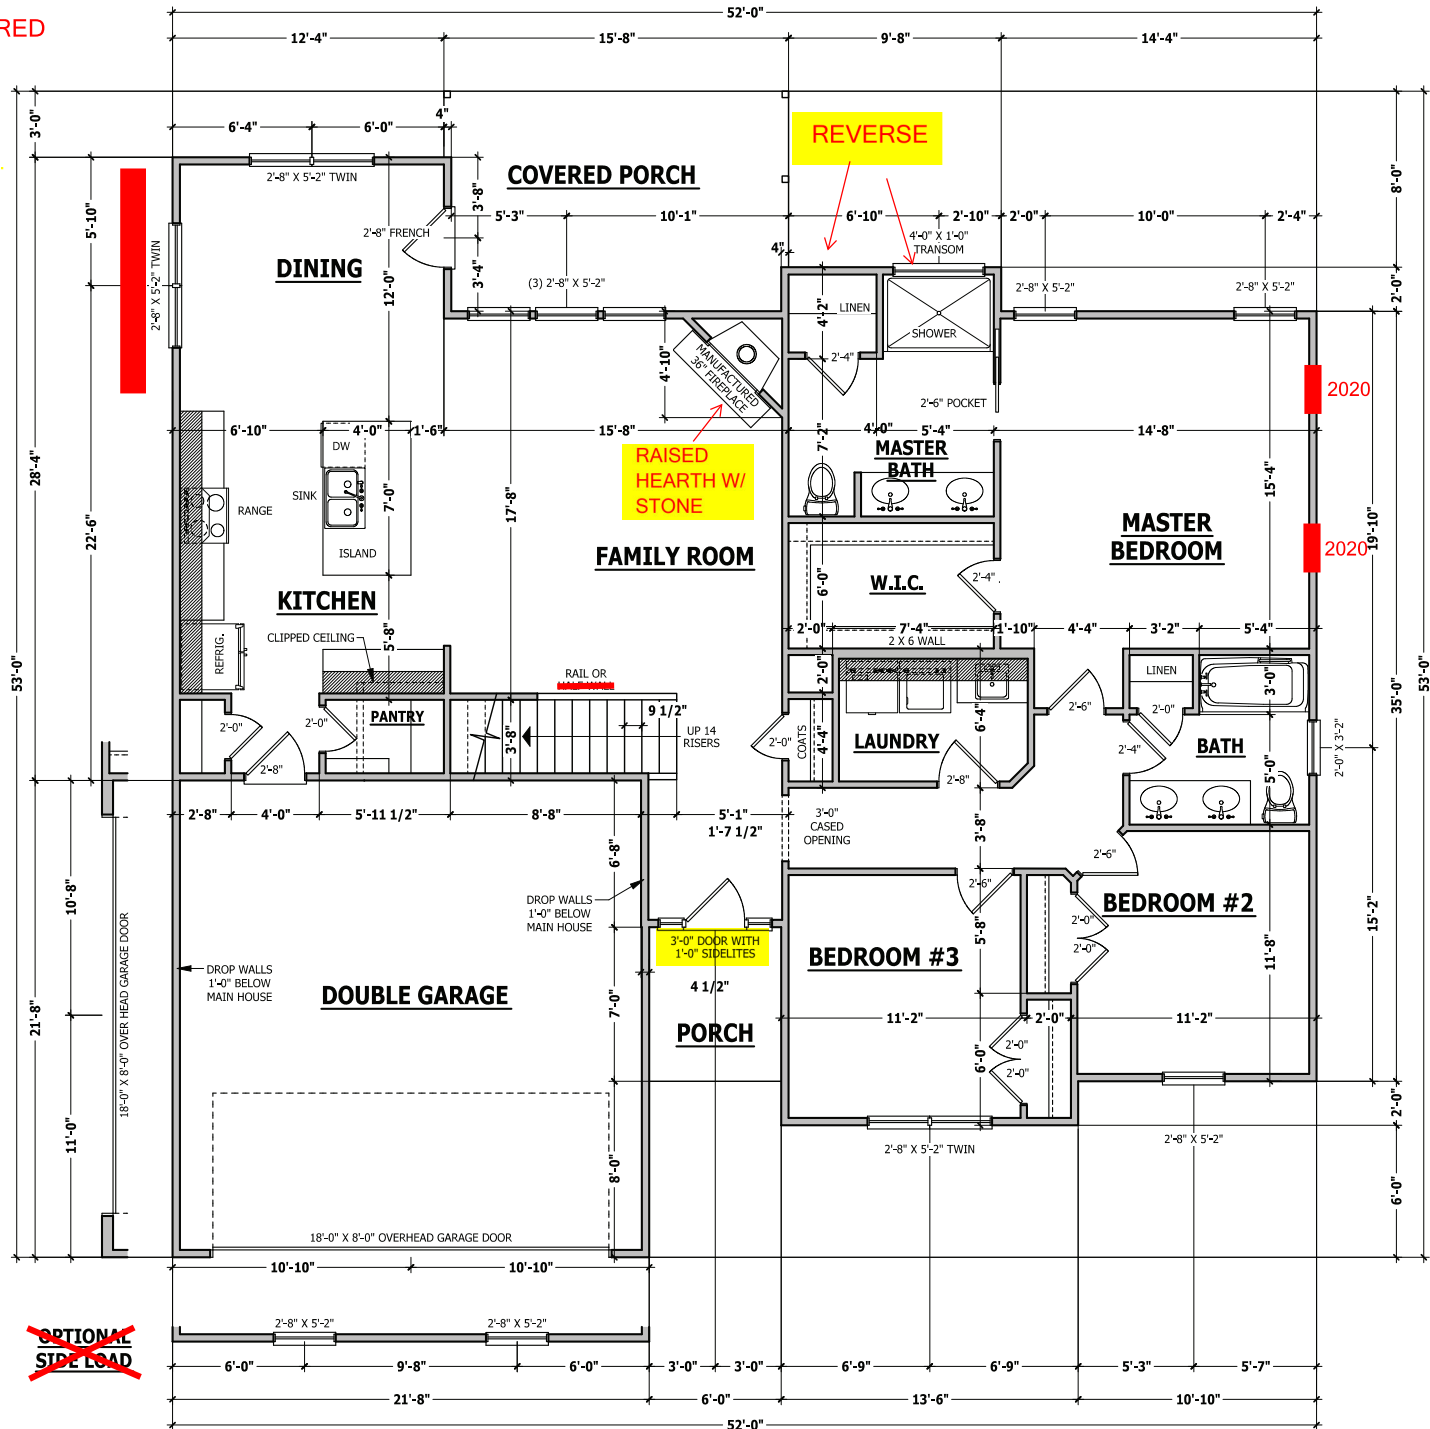 52'-0"
RED
12'-4"
15'-8"
9'-8"
14'-4"
3'-0"
6'-4"
6'-0"
4"
REVERSE
2'-8" X 5'-2" TWIN
COVERED PORCH
3'-8"
8'-0"
5'-10"
5'-3"
10'-1"
6'-10"
2'-10"
2'-0"
10'-0"
2'-4"
2'-8" FRENCH
4'-0" X 1'-0"
TRANSOM
4"
DINING
12'-0"
3'-4"
(3) 2'-8" X 5'-2"
2'-8" X 5'-2"
2'-8" X 5'-2"
2'-0"
2'-8" X 5'-2" TWIN
4'-2"
LINEN
SHOWER
4'-10"
MANUFACTURED
36" FIREPLACE
2'-4"
2020
2'-6" POCKET
6'-10"
4'-0"
1'-6"
15'-8"
4'-0"
5'-4"
14'-8"
DW
7'-2"
MASTER
BATH
RAISED
HEARTH W/
STONE
28'-4"
15'-4"
SINK
7'-0"
17'-8"
RANGE
22'-6"
MASTER
BEDROOM
19'-10"
2020
ISLAND
FAMILY ROOM
6'-0"
W.I.C.
2'-4"
KITCHEN
2'-0"
7'-4"
1'-10"
4'-4"
3'-2"
5'-4"
CLIPPED CEILING
5'-8"
REFRIG.
2 X 6 WALL
53'-0"
53'-0"
RAIL OR
HALF WALL
2'-0"
LINEN
3'-0"
35'-0"
PANTRY
9 1/2"
6'-4"
2'-6"
2'-0"
2'-0"
2'-0"
3'-8"
UP 14
RISERS
2'-0"
COATS
4'-4"
LAUNDRY
2'-4"
BATH
2'-0" X 3'-2"
2'-8"
2'-8"
5'-0"
2'-8"
4'-0"
5'-11 1/2"
8'-8"
5'-1"
1'-7 1/2"
3'-0"
CASED
OPENING
3'-8"
6'-8"
2'-6"
10'-8"
DROP WALLS
1'-0" BELOW
MAIN HOUSE
2'-6"
BEDROOM #2
2'-0"
2'-0"
15'-2"
3'-0" DOOR WITH
1'-0" SIDELITES
5'-8"
BEDROOM #3
11'-8"
18'-0" X 8'-0" OVER HEAD GARAGE DOOR
DROP WALLS
1'-0" BELOW
MAIN HOUSE
DOUBLE GARAGE
4 1/2"
7'-0"
21'-8"
PORCH
11'-2"
2'-0"
11'-2"
2'-0"
2'-0"
6'-0"
2'-0"
11'-0"
2'-8" X 5'-2" TWIN
2'-8" X 5'-2"
8'-0"
6'-0"
18'-0" X 8'-0" OVERHEAD GARAGE DOOR
10'-10"
10'-10"
OPTIONAL
SIDE LOAD
2'-8" X 5'-2"
2'-8" X 5'-2"
6'-0"
9'-8"
6'-0"
3'-0"
3'-0"
6'-9"
6'-9"
5'-3"
5'-7"
21'-8"
6'-0"
13'-6"
10'-10"
52'-0"